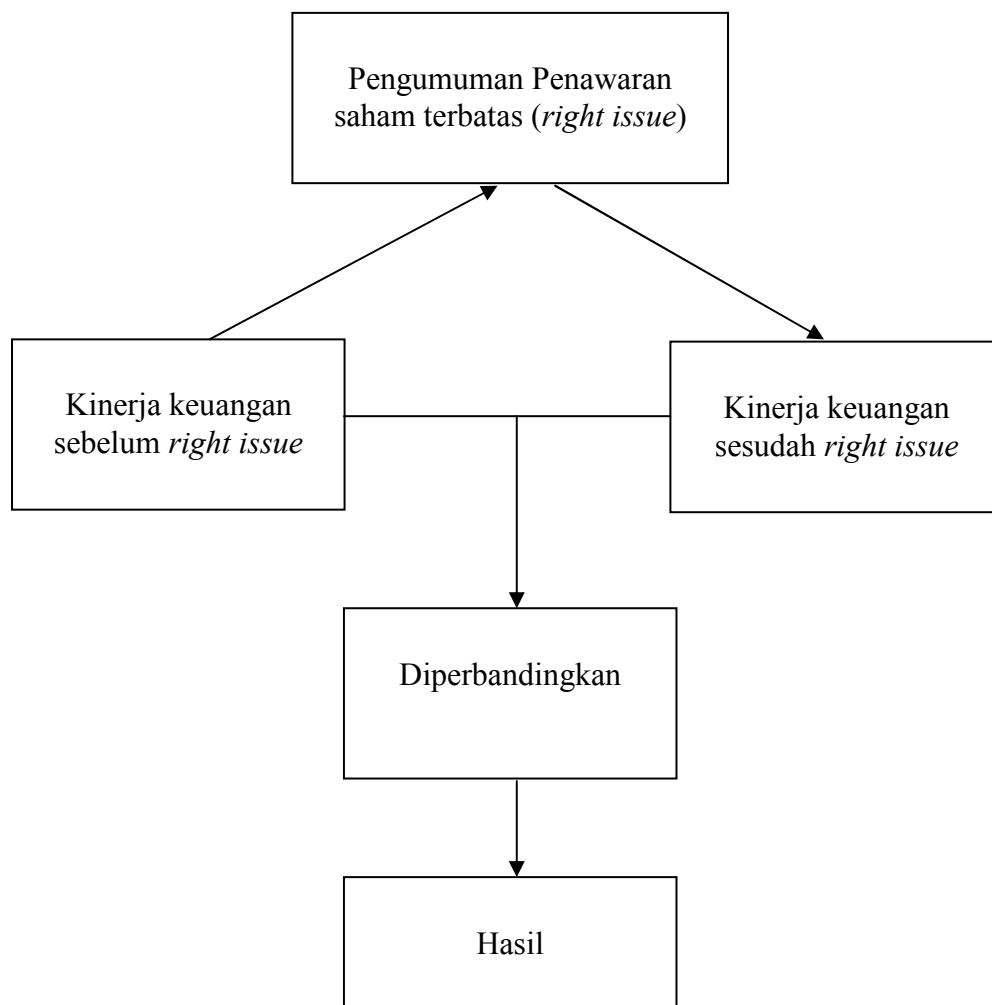 Pengumuman Penawaran
saham terbatas (right issue)
Kinerja keuangan
sebelum right issue
Kinerja keuangan
sesudah right issue
Diperbandingkan
Hasil